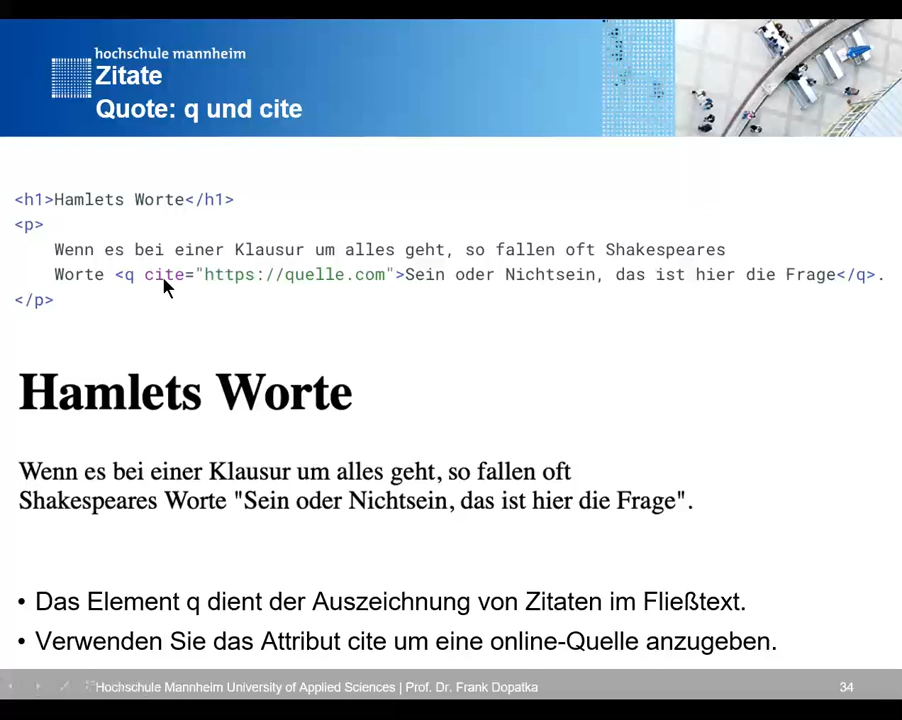 hochschule mannheim
Zitate
Quote: q und cite
<h1>Hamlets Worte</h1>
<p>
Wenn es bei einer Klausur um alles geht, so fallen oft Shakespeares
Worte <q cite="https://quelle.com">Sein oder Nichtsein, das ist hier die Frage</q>.
</p>
Hamlets Worte
Wenn es bei einer Klausur um alles geht, so fallen oft
Shakespeares Worte "Sein oder Nichtsein, das ist hier die Frage".
• Das Element q dient der Auszeichnung von Zitaten im Fließtext.
• Verwenden Sie das Attribut cite um eine online-Quelle anzugeben.
Hochschule Mannheim University of Applied Sciences | Prof. Dr. Frank Dopatka
34